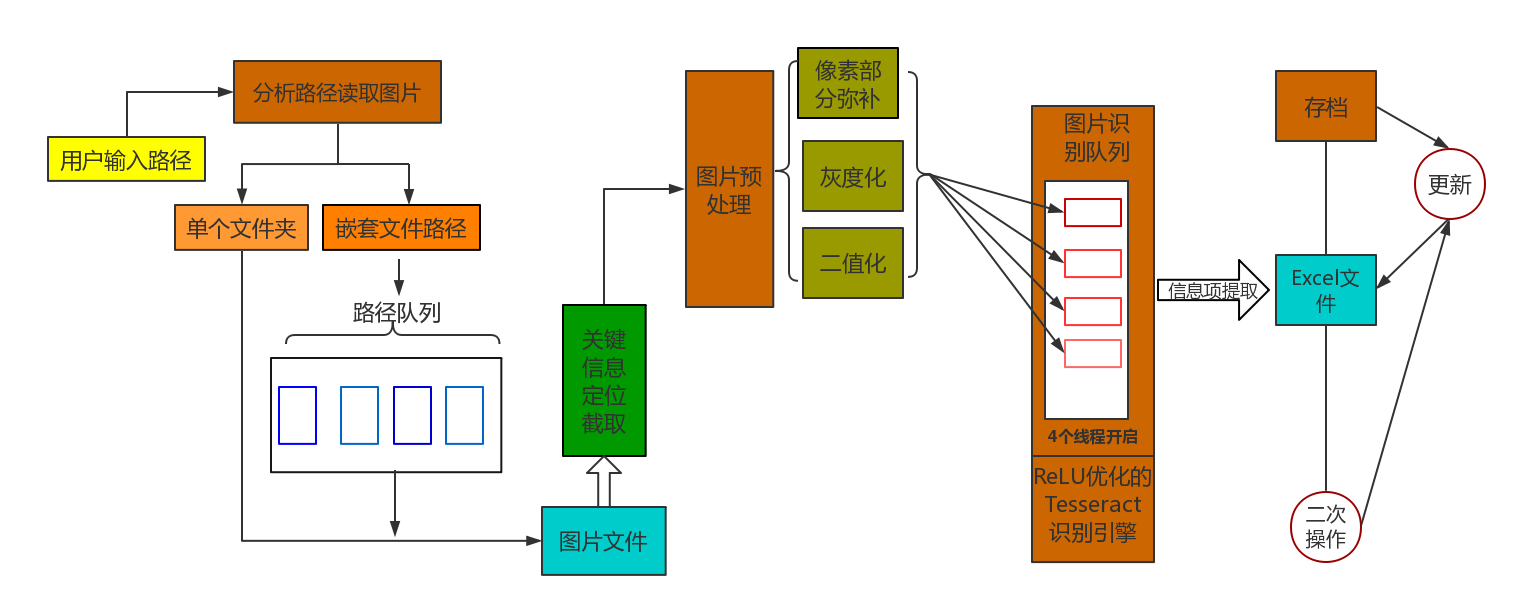 分析路径读取图片
用户输入路径
单个文件夹
嵌套文件路径
路径队列
图片文件
关键
信息
定位
截取
图片预
处理
像素部
分弥补
灰度化
二值化
图片识
别队列
4个线程开启
ReLU优化的
Tesseract
识别引擎
信息项提取
存档
更新
Excel文
件
二次
操作